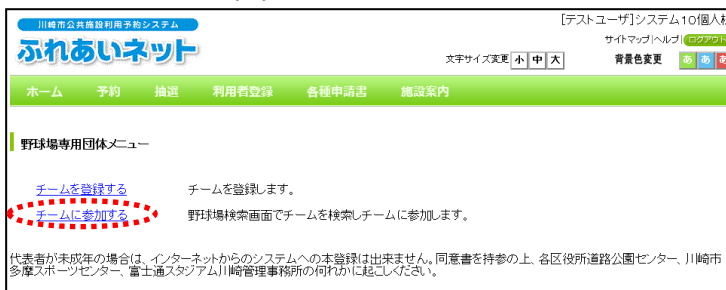 川崎市公共施設利用予約システム
[テストユーザ]システム10個人
ふれあいネット
サイトマップ|ヘルプ|ログアウト
文字サイズ変更 小 中 大 背景色変更 あ あ あ
ホーム 予約 抽選 利用者登録 各種申請書 施設案内
野球場専用団体メニュー
チームを登録する チームを登録します。
チームに参加する 野球場検索画面でチームを検索しチームに参加します。
代表者が未成年の場合は、インターネットからのシステムへの本登録は出来ません。同意書を持参の上、各区役所道路公園センター、川崎市
多摩スポーツセンター、富士通スタジアム川崎管理事務所の何れかに起こしください。